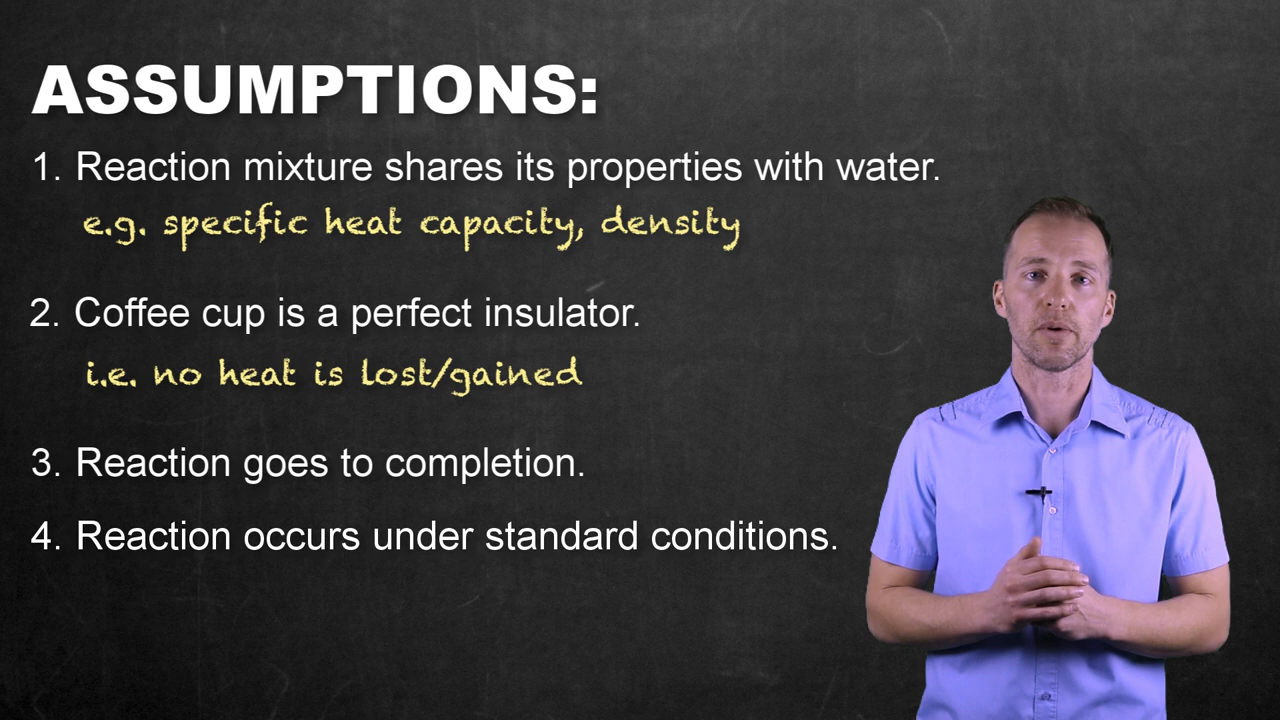 ASSUMPTIONS:
1. Reaction mixture shares its properties with water.
e.g. specific heat capacity, density
2. Coffee cup is a perfect insulator.
i.e. no heat is lost/gained
3. Reaction goes to completion.
4. Reaction occurs under standard conditions.